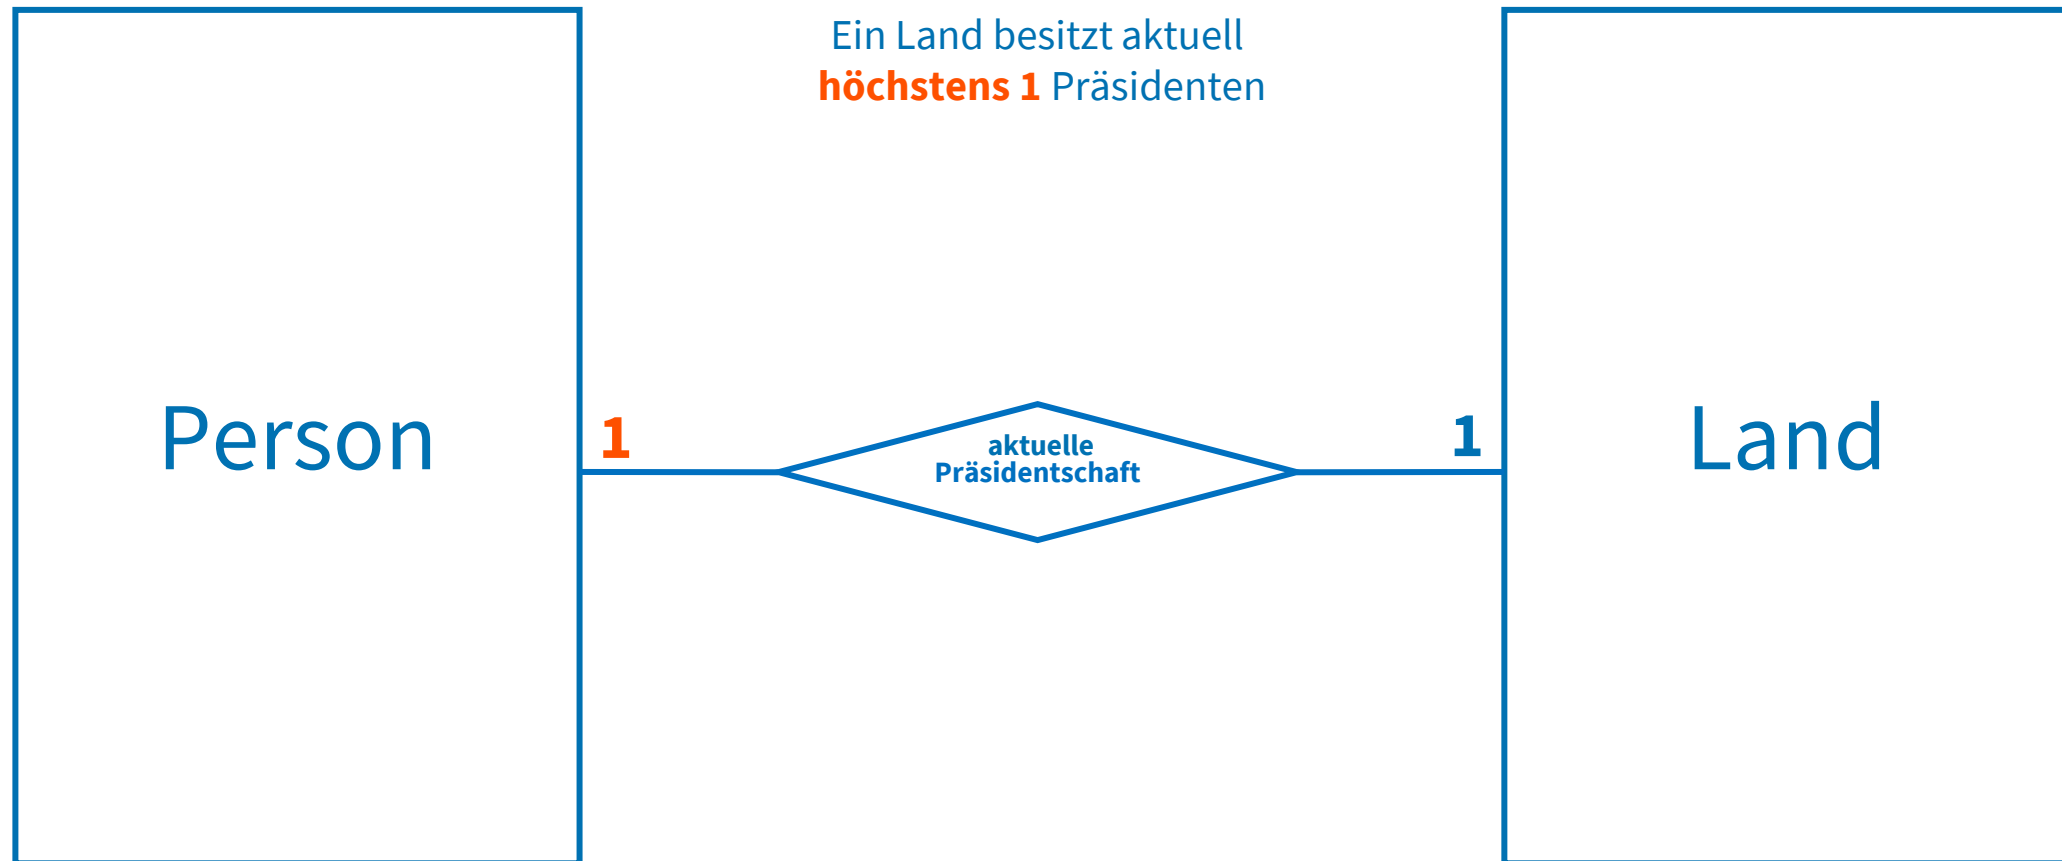 Ein Land besitzt aktuell
höchstens 1 Präsidenten
Person
1
aktuelle
Präsidentschaft
1
Land